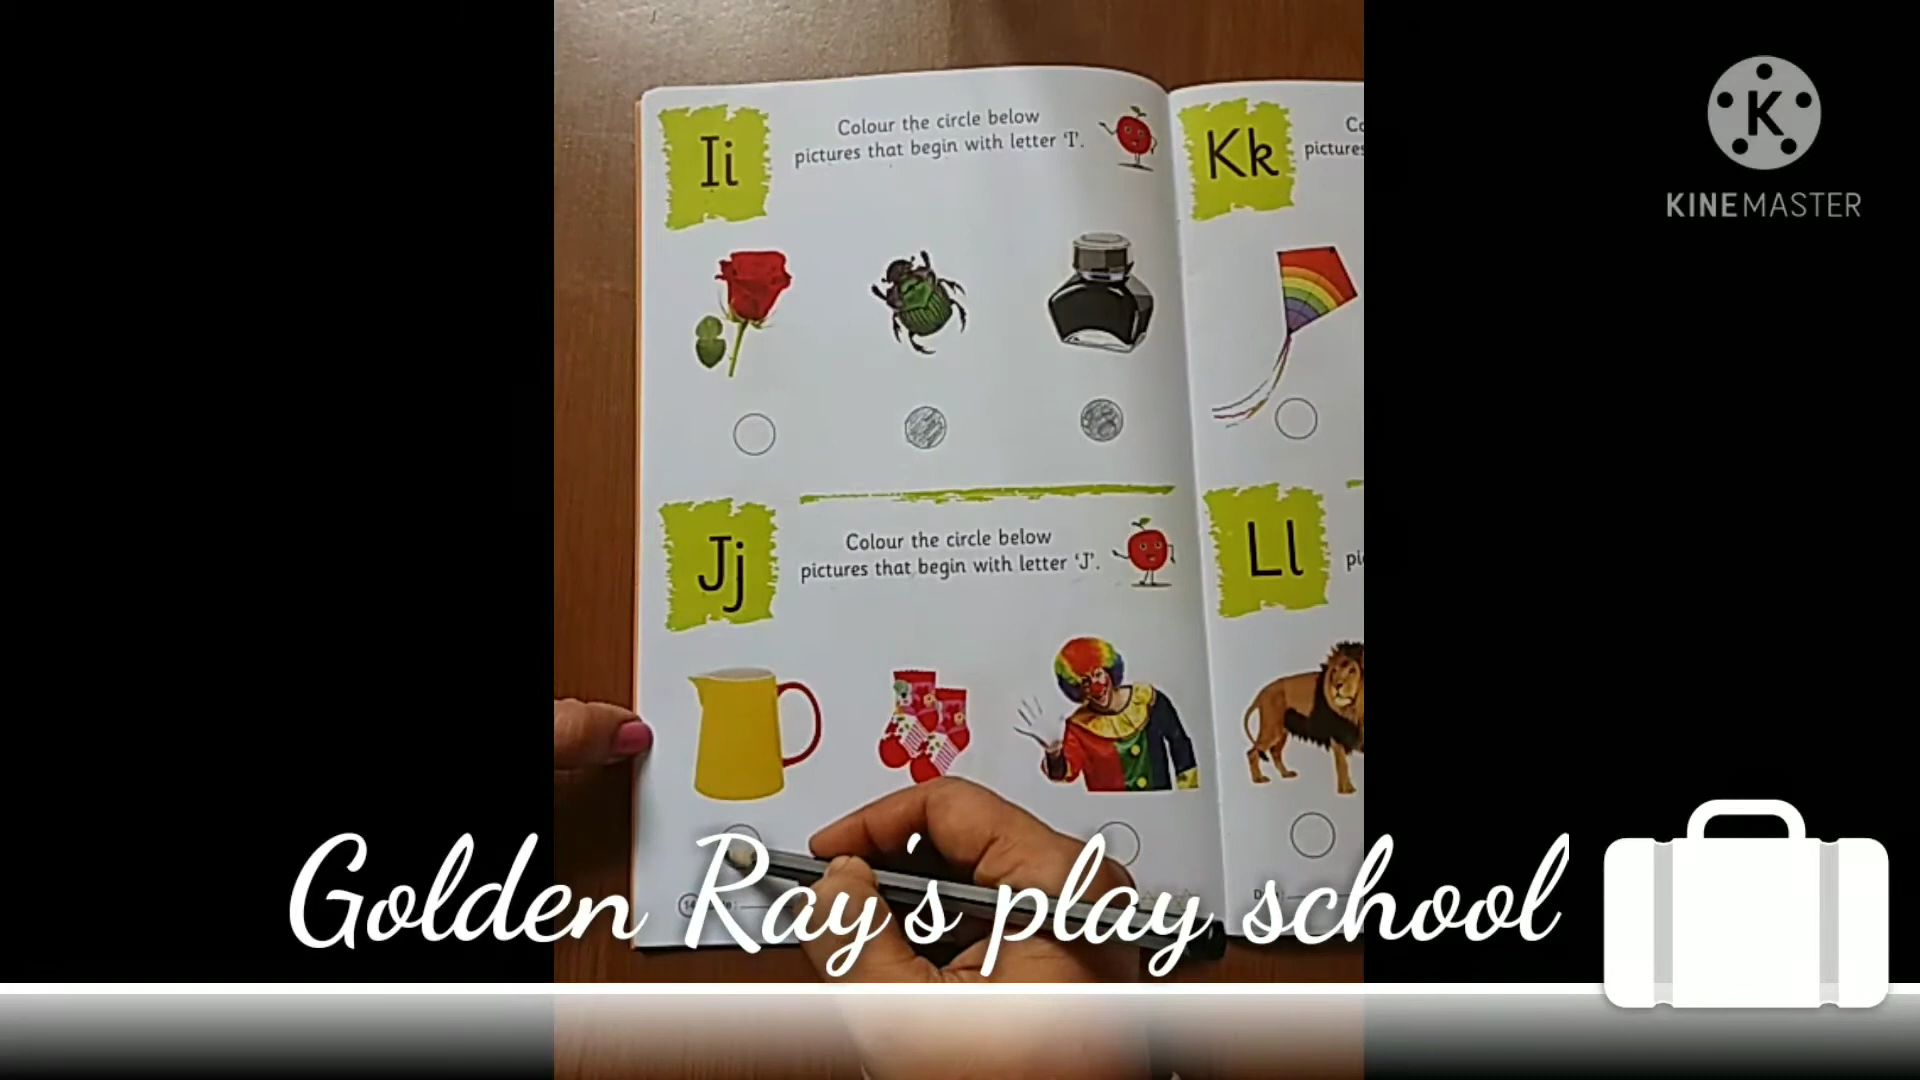 Ii
Colour the circle below
pictures that begin with letter 'I'.
Kk
pictures
K
KINEMASTER
Jj
Colour the circle below
pictures that begin with letter 'J'.
Ll
Golden Ray's play school